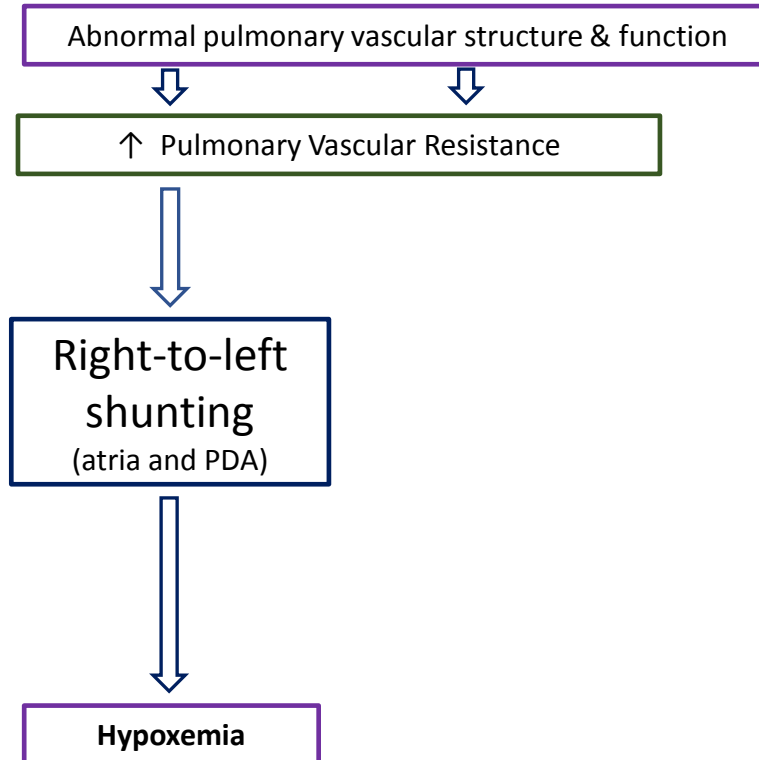 Abnormal pulmonary vascular structure & function
↑ Pulmonary Vascular Resistance
Right-to-left
shunting
(atria and PDA)
Hypoxemia